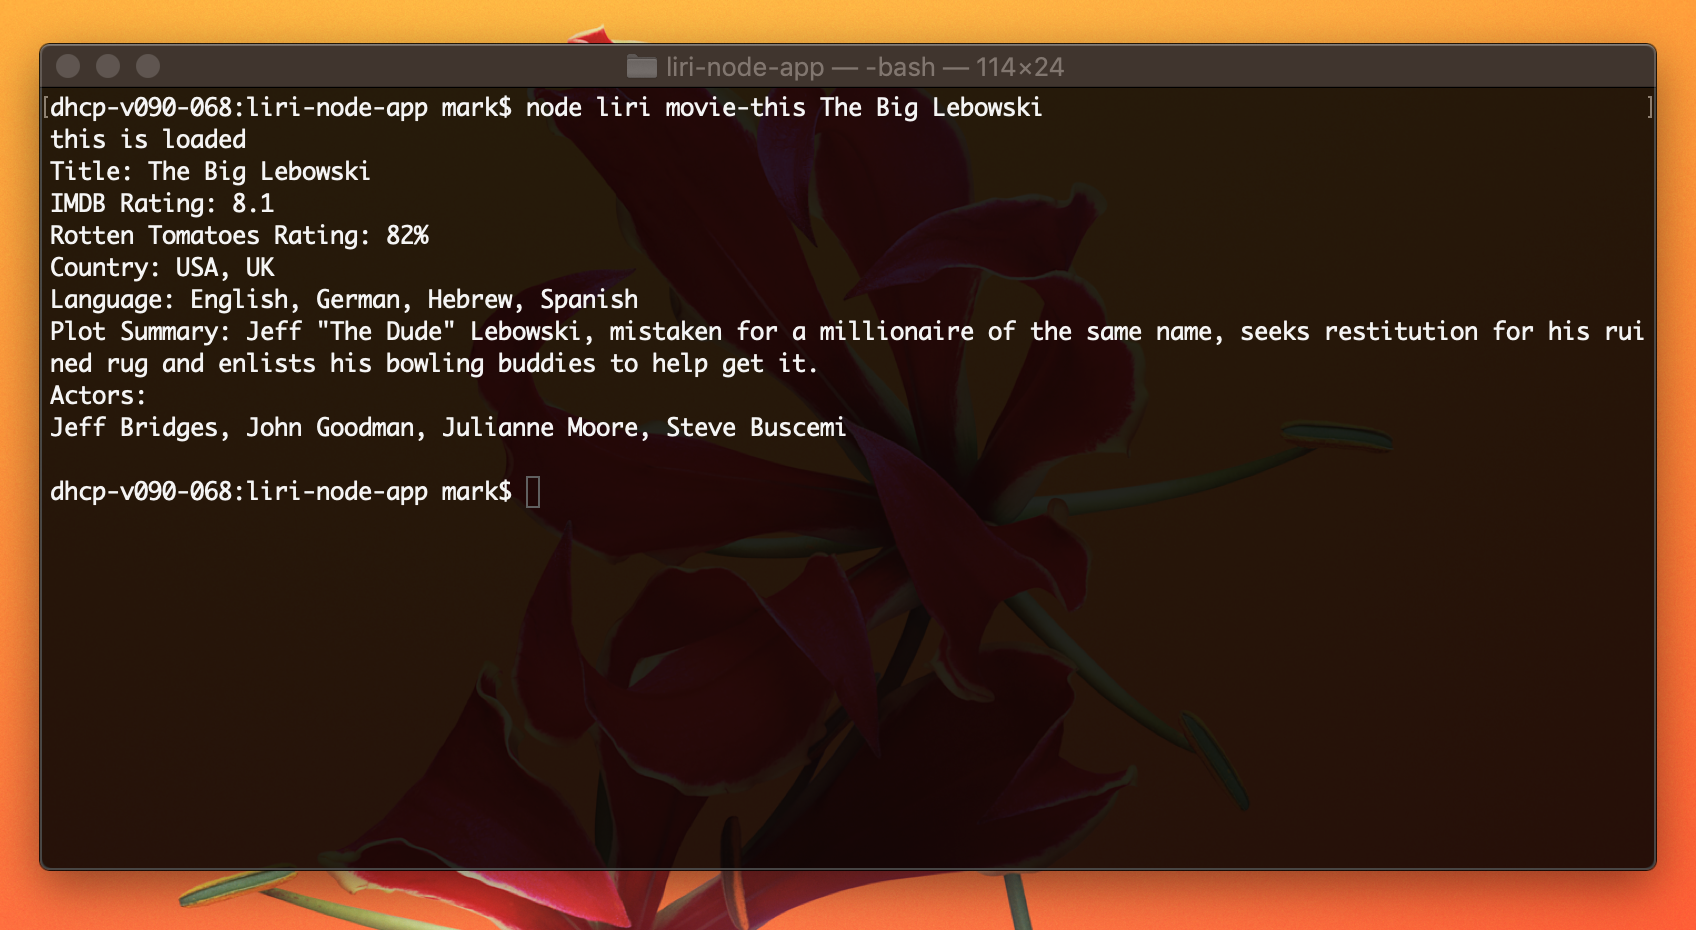 liri-node-app — -bash — 114×24
[dhcp-v090-068:liri-node-app mark$ node liri movie-this The Big Lebowski ]
this is loaded
Title: The Big Lebowski
IMDB Rating: 8.1
Rotten Tomatoes Rating: 82%
Country: USA, UK
Language: English, German, Hebrew, Spanish
Plot Summary: Jeff "The Dude" Lebowski, mistaken for a millionaire of the same name, seeks restitution for his rui
ned rug and enlists his bowling buddies to help get it.
Actors:
Jeff Bridges, John Goodman, Julianne Moore, Steve Buscemi
dhcp-v090-068:liri-node-app mark$